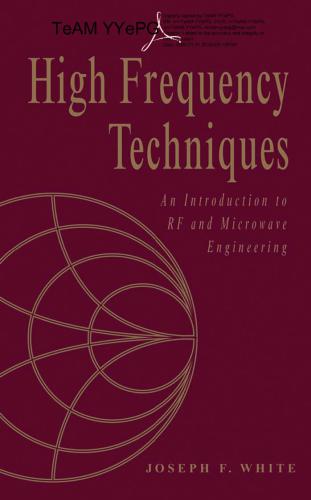 TeAM YYePG
High Frequency
Techniques
An Introduction to
RF and Microwave
Engineering
JOSEPH F. WHITE